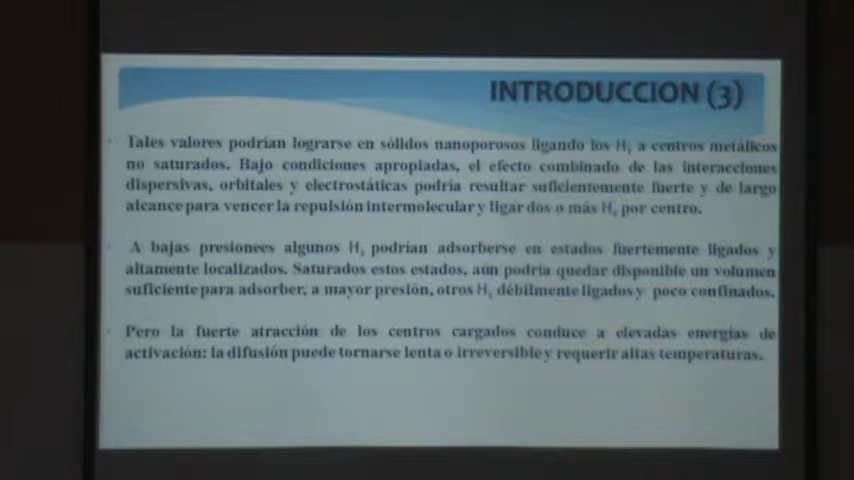 INTRODUCCION (3)
Tales valores podrían lograrse en sólidos nanoporosos ligando los H₂ a centros metálicos
no saturados. Bajo condiciones apropiadas, el efecto combinado de las interacciones
dispersivas, orbitales y electrostáticas podría resultar suficientemente fuerte y de largo
alcance para vencer la repulsión intermolecular y ligar dos o más H₂ por centro.
A bajas presionees algunos H₂ podrían adsorberse en estados fuertemente ligados y
altamente localizados. Saturados estos estados, aún podría quedar disponible un volumen
suficiente para adsorber, a mayor presión, otros H₂ débilmente ligados y poco confinados.
Pero la fuerte atracción de los centros cargados conduce a elevadas energías de
activación: la difusión puede tornarse lenta o irreversible y requerir altas temperaturas.